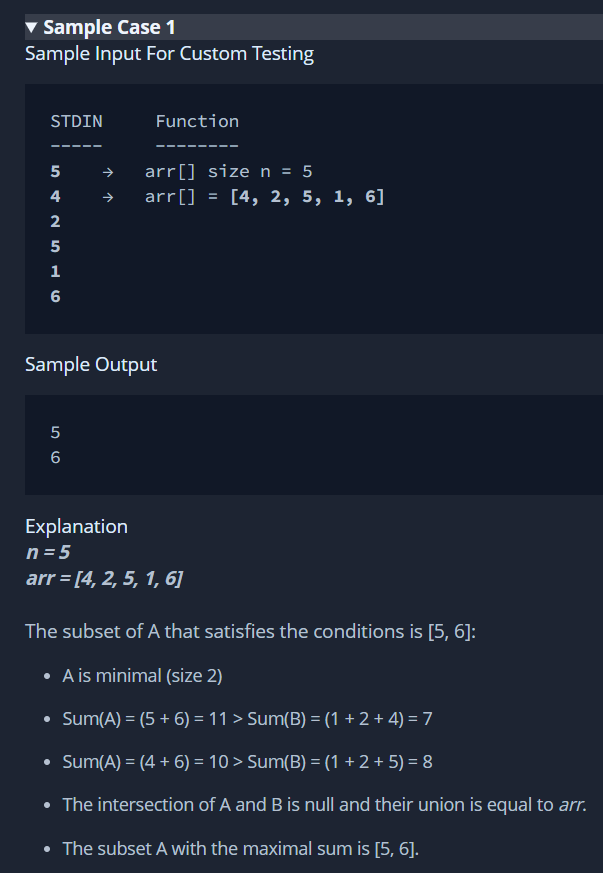 ▼ Sample Case 1
Sample Input For Custom Testing
STDIN Function
----- --------
5 → arr[] size n = 5
4 → arr[] = [4, 2, 5, 1, 6]
2
5
1
6
Sample Output
5
6
Explanation
n = 5
arr = [4, 2, 5, 1, 6]
The subset of A that satisfies the conditions is [5, 6]:
• A is minimal (size 2)
• Sum(A) = (5 + 6) = 11 > Sum(B) = (1 + 2 + 4) = 7
• Sum(A) = (4 + 6) = 10 > Sum(B) = (1 + 2 + 5) = 8
• The intersection of A and B is null and their union is equal to arr.
• The subset A with the maximal sum is [5, 6].